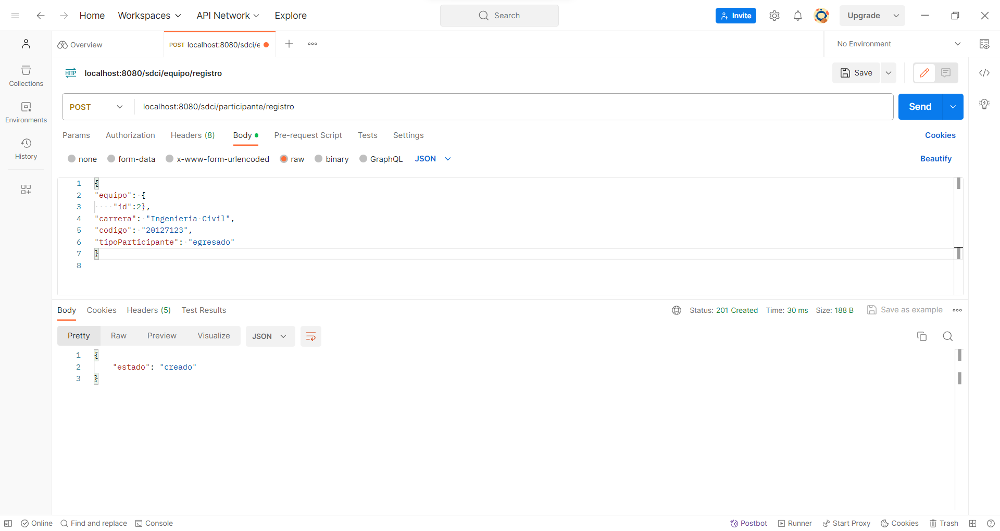 Home Workspaces API Network Explore Search Invite Upgrade
Overview POST localhost:8080/sdci/e No Environment
HTTP localhost:8080/sdci/equipo/registro Save
Collections
POST localhost:8080/sdci/participante/registro Send
Environments
Params Authorization Headers (8) Body Pre-request Script Tests Settings Cookies
History
none form-data x-www-form-urlencoded raw binary GraphQL JSON Beautify
1 {
2 "equipo": {
3 "id":2},
4 "carrera": "Ingenieria Civil",
5 "codigo": "20127123",
6 "tipoParticipante": "egresado"
7 }
8
Body Cookies Headers (5) Test Results Status: 201 Created Time: 30 ms Size: 188 B Save as example
Pretty Raw Preview Visualize JSON
1 {
2 "estado": "creado"
3 }
Online Find and replace Console Postbot Runner Start Proxy Cookies Trash